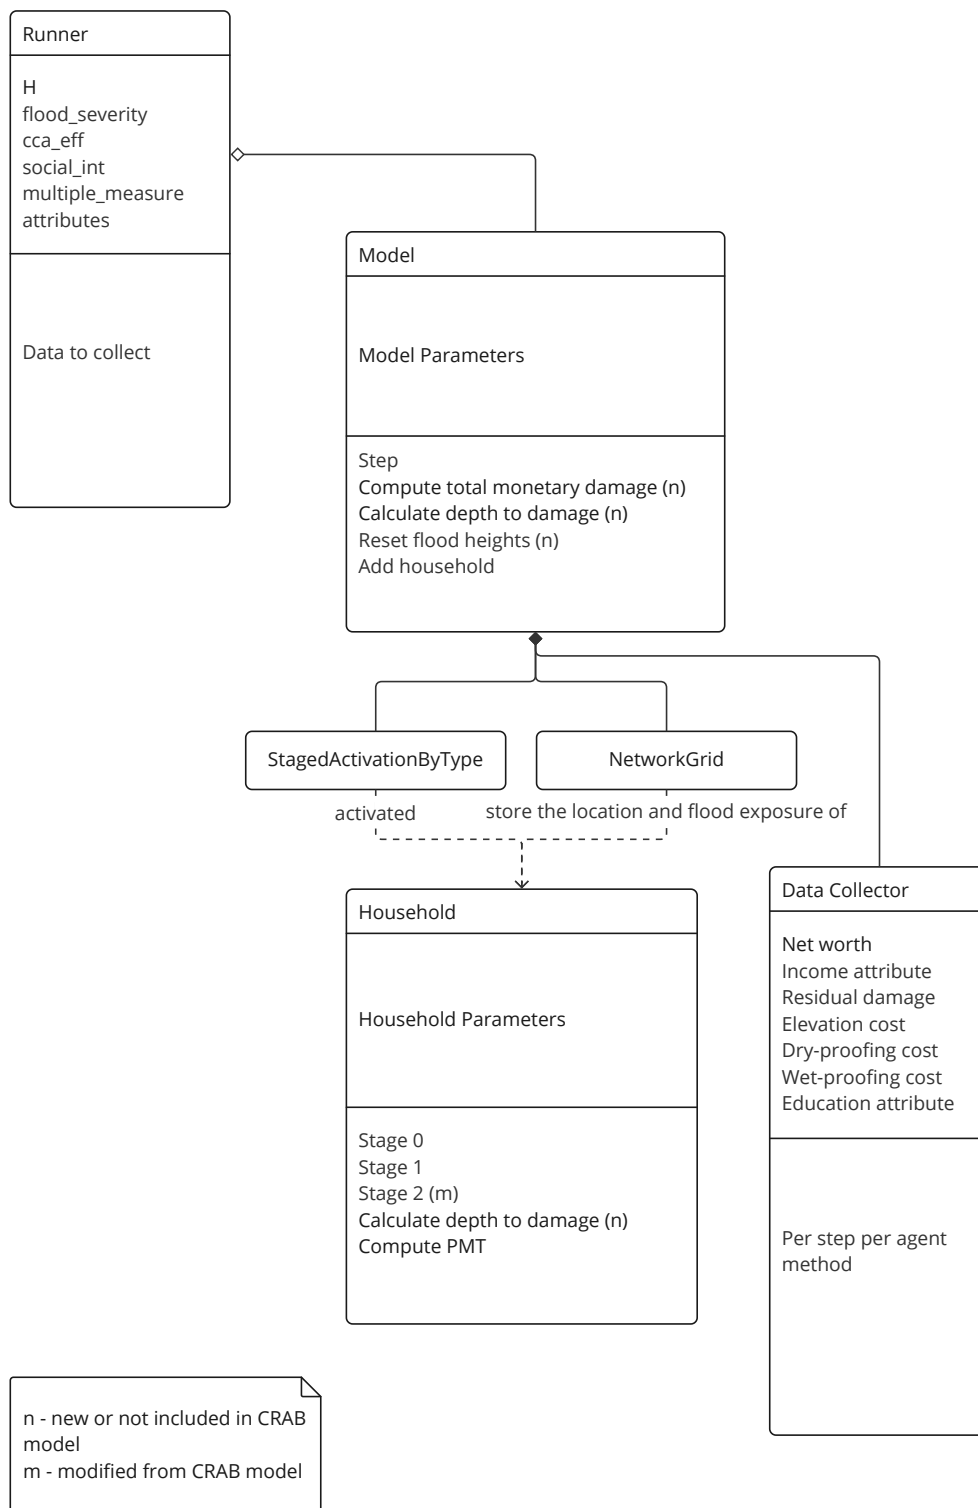 Runner
H
flood_severity
cca_eff
social_int
multiple_measure
attributes
Data to collect
Model
Model Parameters
Step
Compute total monetary damage (n)
Calculate depth to damage (n)
Reset flood heights (n)
Add household
StagedActivationByType
NetworkGrid
activated
store the location and flood exposure of
Household
Household Parameters
Stage 0
Stage 1
Stage 2 (m)
Calculate depth to damage (n)
Compute PMT
Data Collector
Net worth
Income attribute
Residual damage
Elevation cost
Dry-proofing cost
Wet-proofing cost
Education attribute
Per step per agent
method
n - new or not included in CRAB
model
m - modified from CRAB model